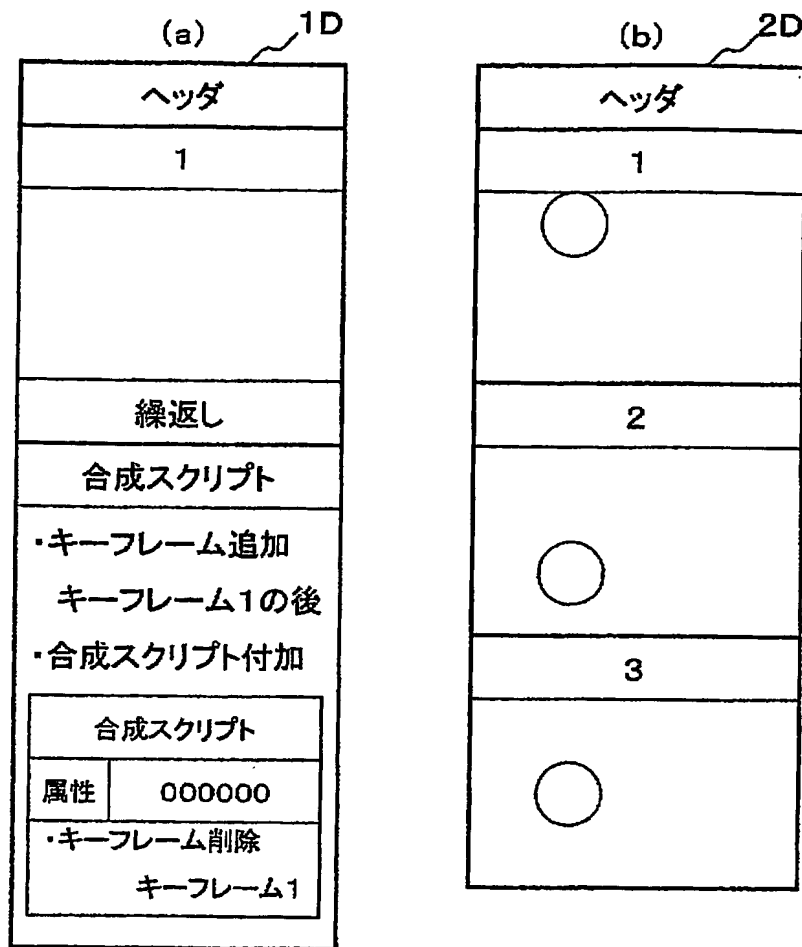 (a)
1D
ヘッダ
1
繰返し
合成スクリプト
・キーフレーム追加
キーフレーム1の後
・合成スクリプト付加
合成スクリプト
属性 000000
・キーフレーム削除
キーフレーム1
(b)
2D
ヘッダ
1
2
3